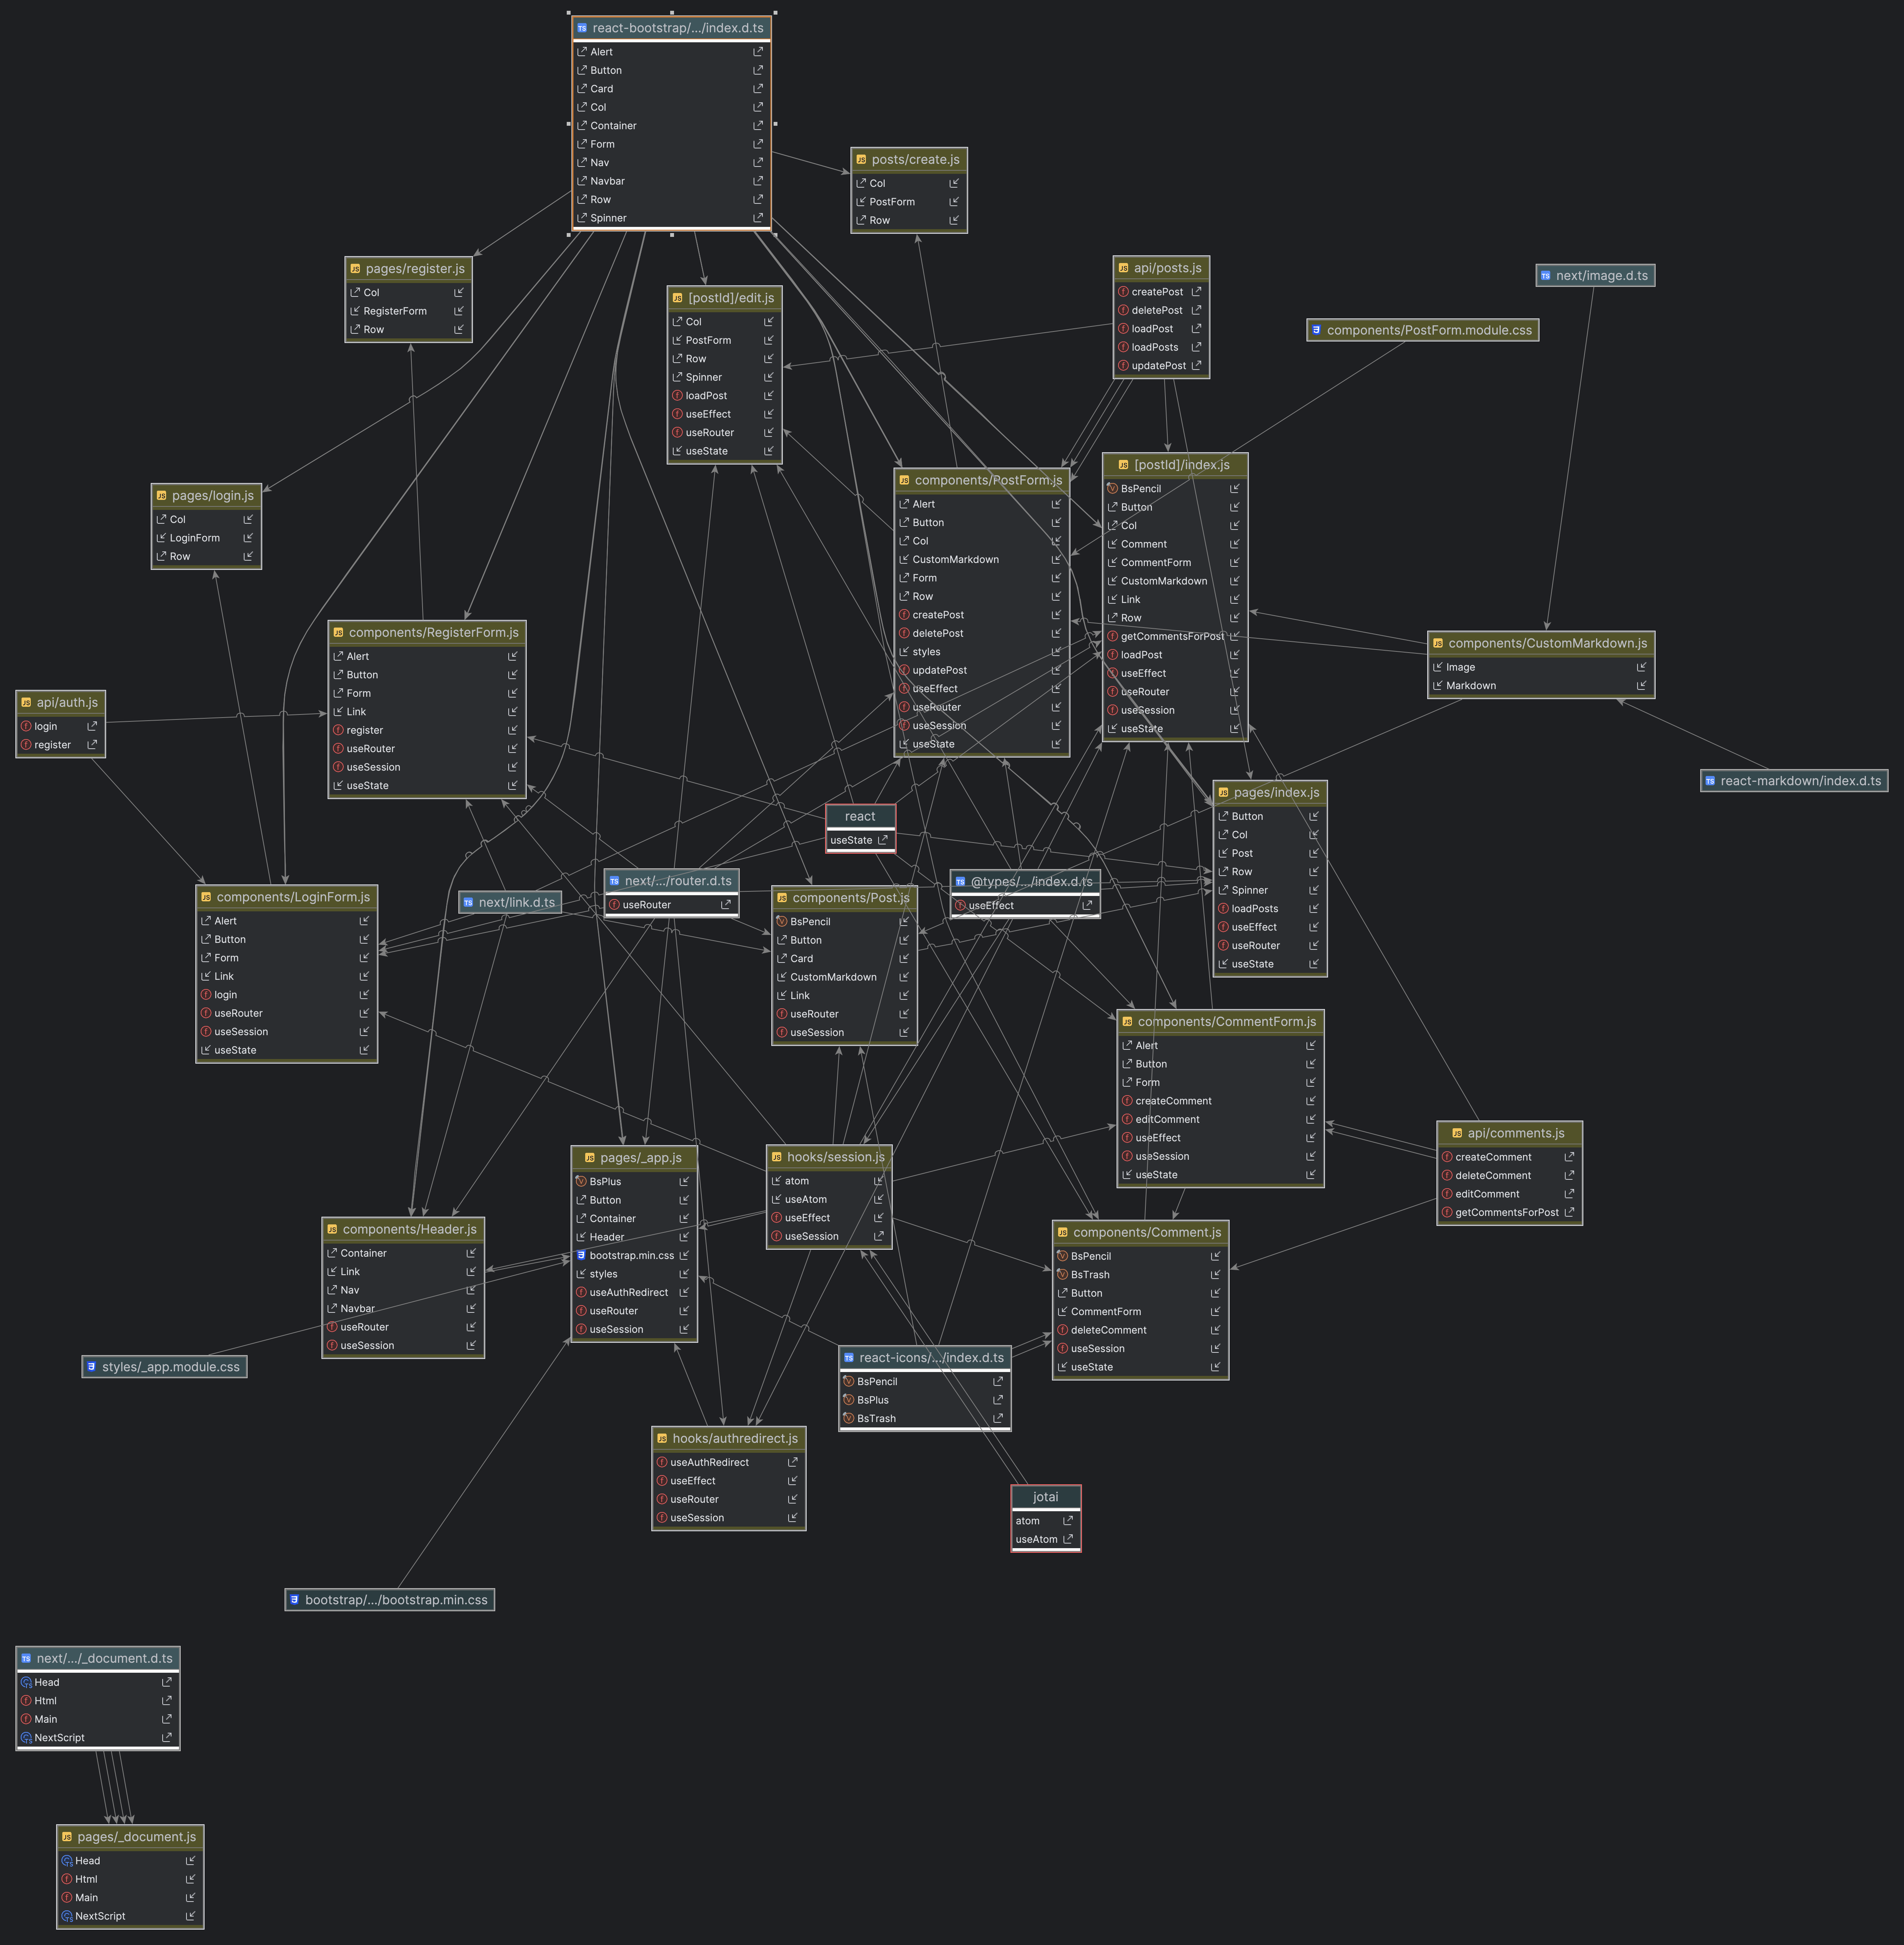 react-bootstrap/.../index.d.ts
Alert
Button
Card
Col
Container
Form
Nav
Navbar
Row
Spinner
posts/create.js
Col
PostForm
Row
pages/register.js
Col
RegisterForm
Row
[postId]/edit.js
Col
PostForm
Row
Spinner
loadPost
useEffect
useRouter
useState
api/posts.js
createPost
deletePost
loadPost
loadPosts
updatePost
next/image.d.ts
components/PostForm.module.css
pages/login.js
Col
LoginForm
Row
components/PostForm.js
Alert
Button
Col
CustomMarkdown
Form
Row
createPost
deletePost
styles
updatePost
useEffect
useRouter
useSession
useState
[postId]/index.js
BsPencil
Button
Col
Comment
CommentForm
CustomMarkdown
Link
Row
getCommentsForPost
loadPost
useEffect
useRouter
useSession
useState
components/RegisterForm.js
Alert
Button
Form
Link
register
useRouter
useSession
useState
components/CustomMarkdown.js
Image
Markdown
api/auth.js
login
register
react-markdown/index.d.ts
pages/index.js
Button
Col
Post
Row
Spinner
loadPosts
useEffect
useRouter
useState
react
useState
components/LoginForm.js
Alert
Button
Form
Link
login
useRouter
useSession
useState
next/link.d.ts
next/.../router.d.ts
useRouter
components/Post.js
BsPencil
Button
Card
CustomMarkdown
Link
useRouter
useSession
@types/.../index.d.ts
useEffect
components/CommentForm.js
Alert
Button
Form
createComment
editComment
useEffect
useSession
useState
api/comments.js
createComment
deleteComment
editComment
getCommentsForPost
pages/_app.js
BsPlus
Button
Container
Header
bootstrap.min.css
styles
useAuthRedirect
useRouter
useSession
hooks/session.js
atom
useAtom
useEffect
useSession
components/Header.js
Container
Link
Nav
Navbar
useRouter
useSession
components/Comment.js
BsPencil
BsTrash
Button
CommentForm
deleteComment
useSession
useState
styles/_app.module.css
react-icons/.../index.d.ts
BsPencil
BsPlus
BsTrash
hooks/authredirect.js
useAuthRedirect
useEffect
useRouter
useSession
jotai
atom
useAtom
bootstrap/.../bootstrap.min.css
next/.../_document.d.ts
Head
Html
Main
NextScript
pages/_document.js
Head
Html
Main
NextScript